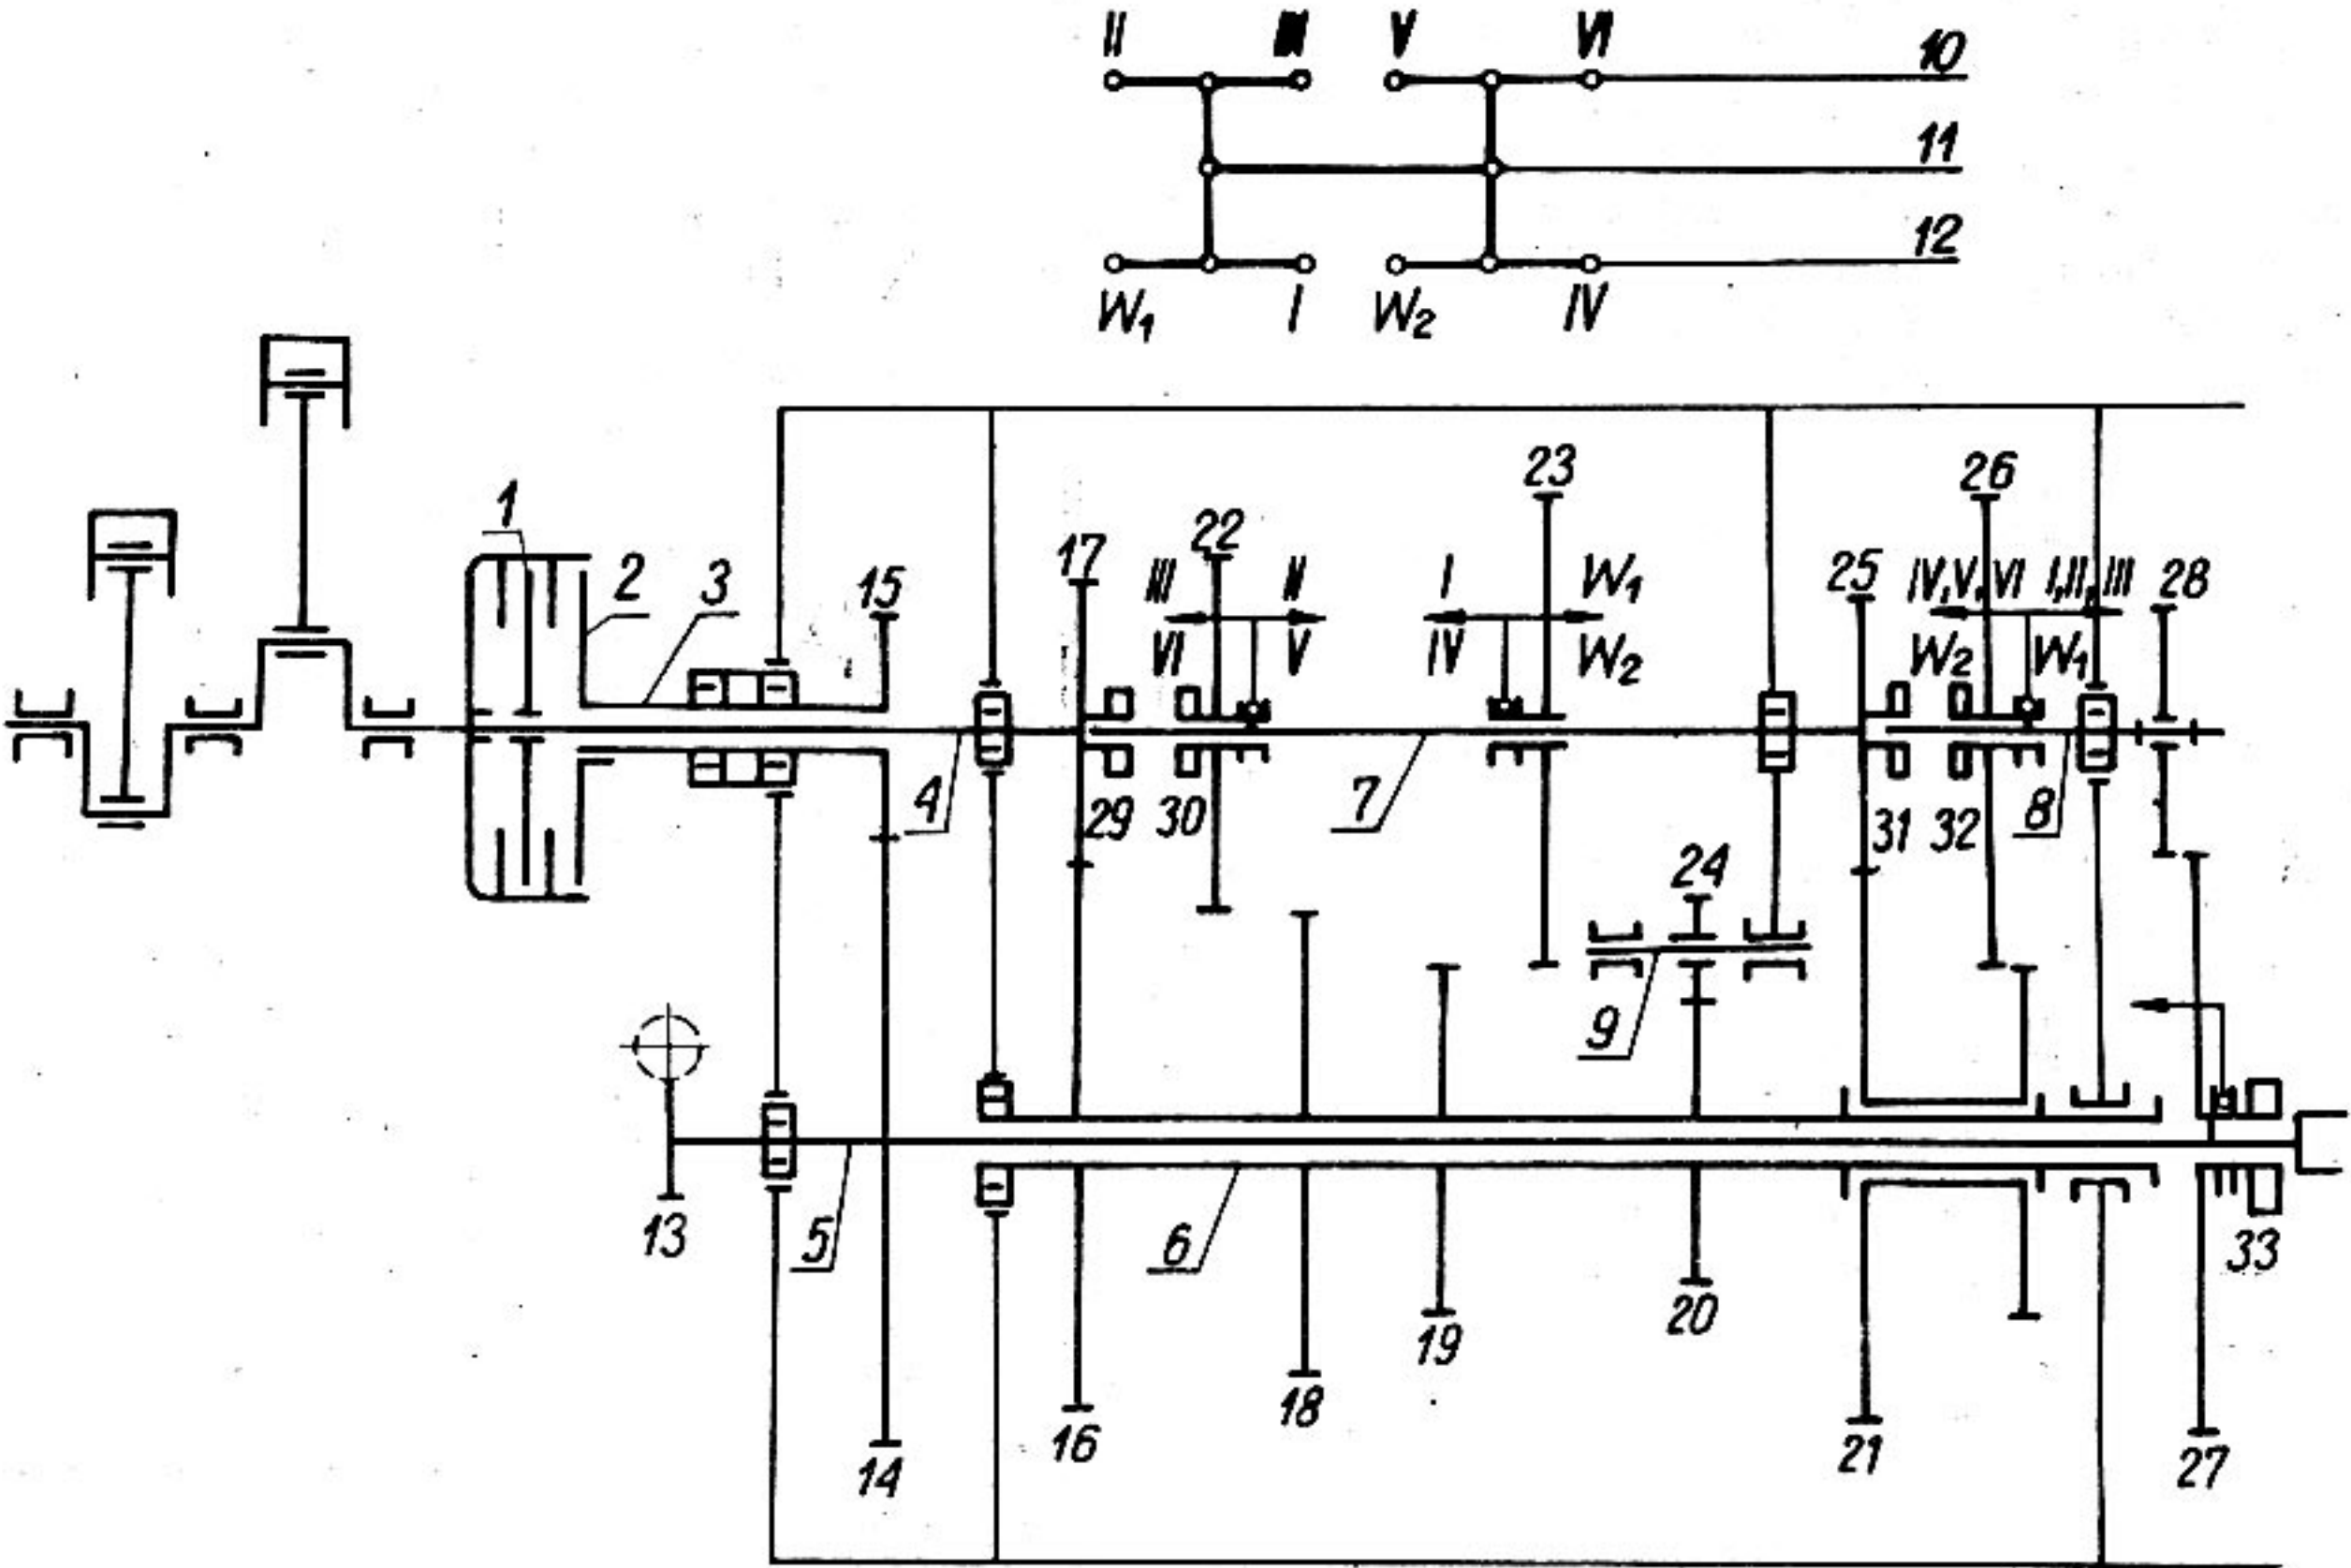 II III V VI 10
11
12
W₁ I W₂ IV
23
26
1
22
17 25
2 3 15 III II I W₁ IV,V,VI I,II,III 28
VI V IV W₂ W₂ W₁
4 29 30 7 31 32 8
24
9
13 5 6 33
20
19
18
16 21 27
14